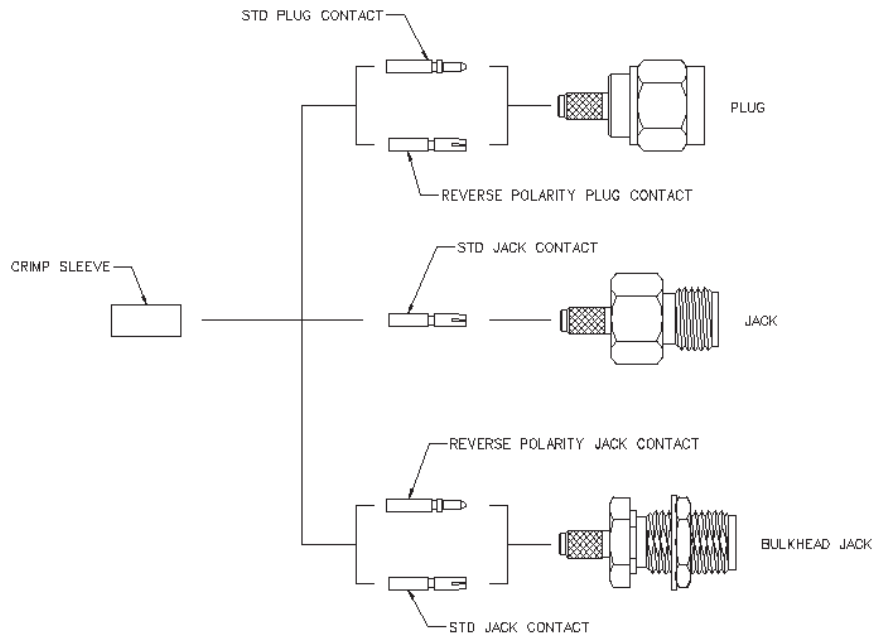 STD PLUG CONTACT
PLUG
REVERSE POLARITY PLUG CONTACT
STD JACK CONTACT
CRIMP SLEEVE
JACK
REVERSE POLARITY JACK CONTACT
BULKHEAD JACK
STD JACK CONTACT